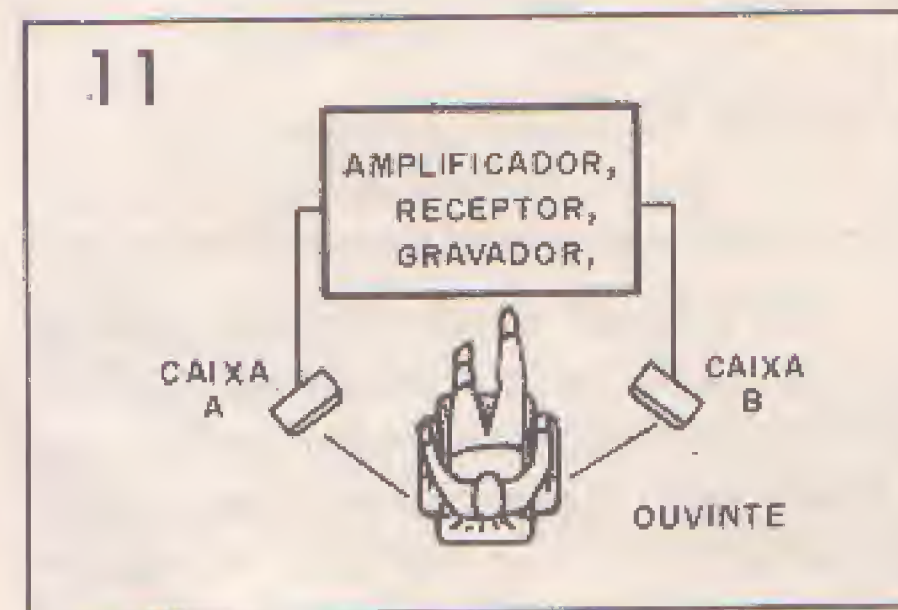 11
AMPLIFICADOR,
RECEPTOR,
GRAVADOR,
CAIXA
A
CAIXA
B
OUVINTE